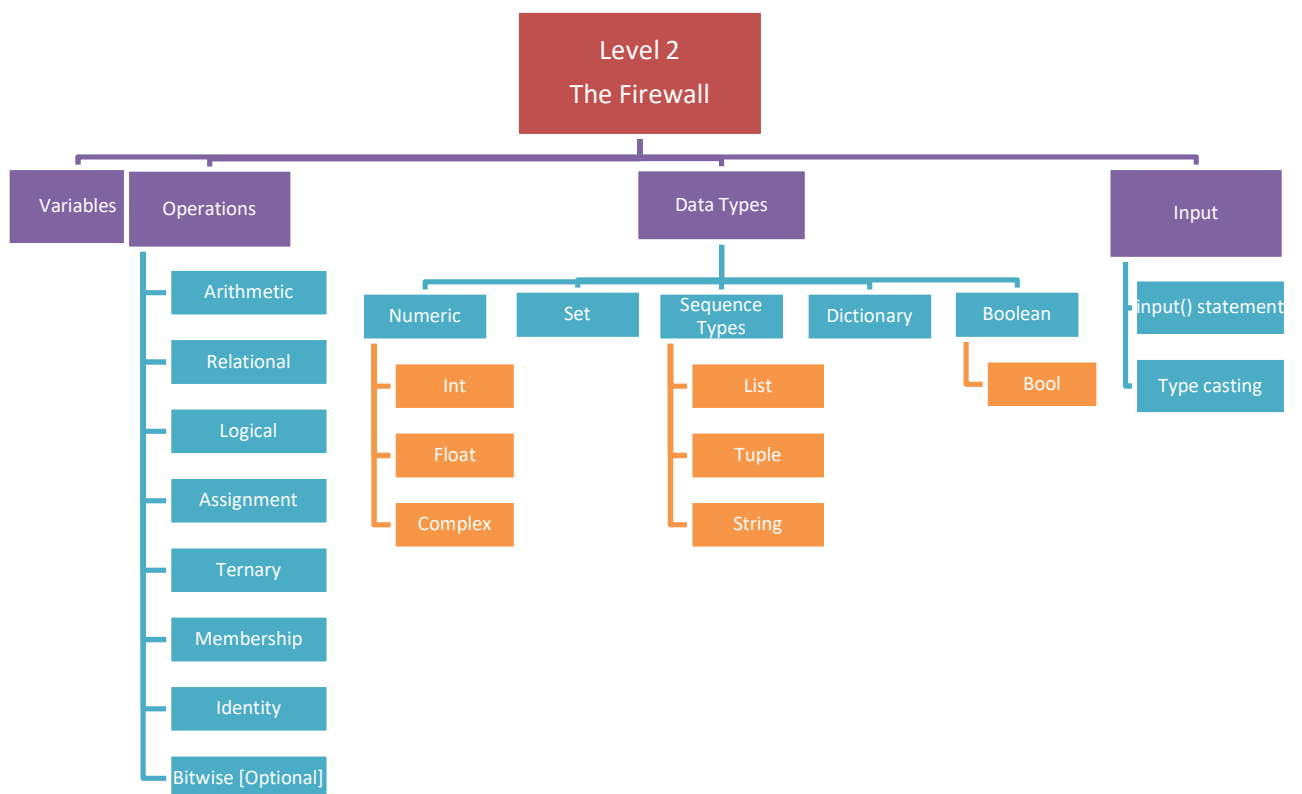 Level 2
The Firewall
Variables
Operations
Data Types
Input
Arithmetic
Relational
Logical
Assignment
Ternary
Membership
Identity
Bitwise [Optional]
Numeric
Int
Float
Complex
Set
Sequence
Types
List
Tuple
String
Dictionary
Boolean
Bool
input() statement
Type casting